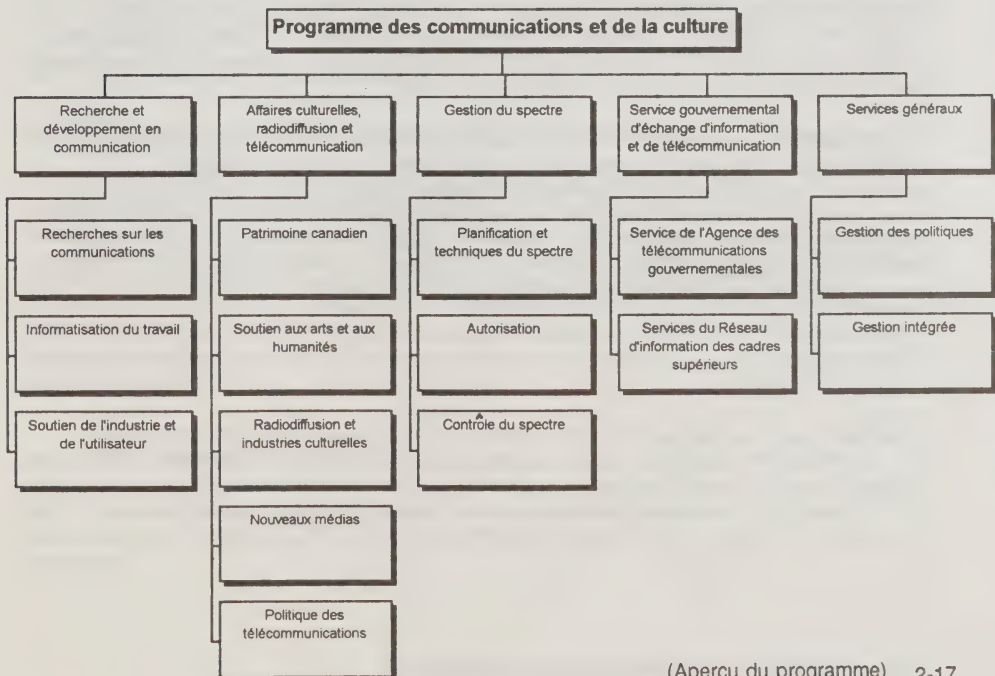 Programme des communications et de la culture
Recherche et
développement en
communication
Recherches sur les
communications
Informatisation du travail
Soutien de l'industrie et
de l'utilisateur
Affaires culturelles,
radiodiffusion et
télécommunication
Patrimoine canadien
Soutien aux arts et aux
humanités
Radiodiffusion et
industries culturelles
Nouveaux médias
Politique des
télécommunications
Gestion du spectre
Planification et
techniques du spectre
Autorisation
Contrôle du spectre
Service gouvernemental
d'échange d'information
et de télécommunication
Service de l'Agence des
télécommunications
gouvernementales
Services du Réseau
d'information des cadres
supérieurs
Services généraux
Gestion des politiques
Gestion intégrée
(Aperçu du programme) 2-17